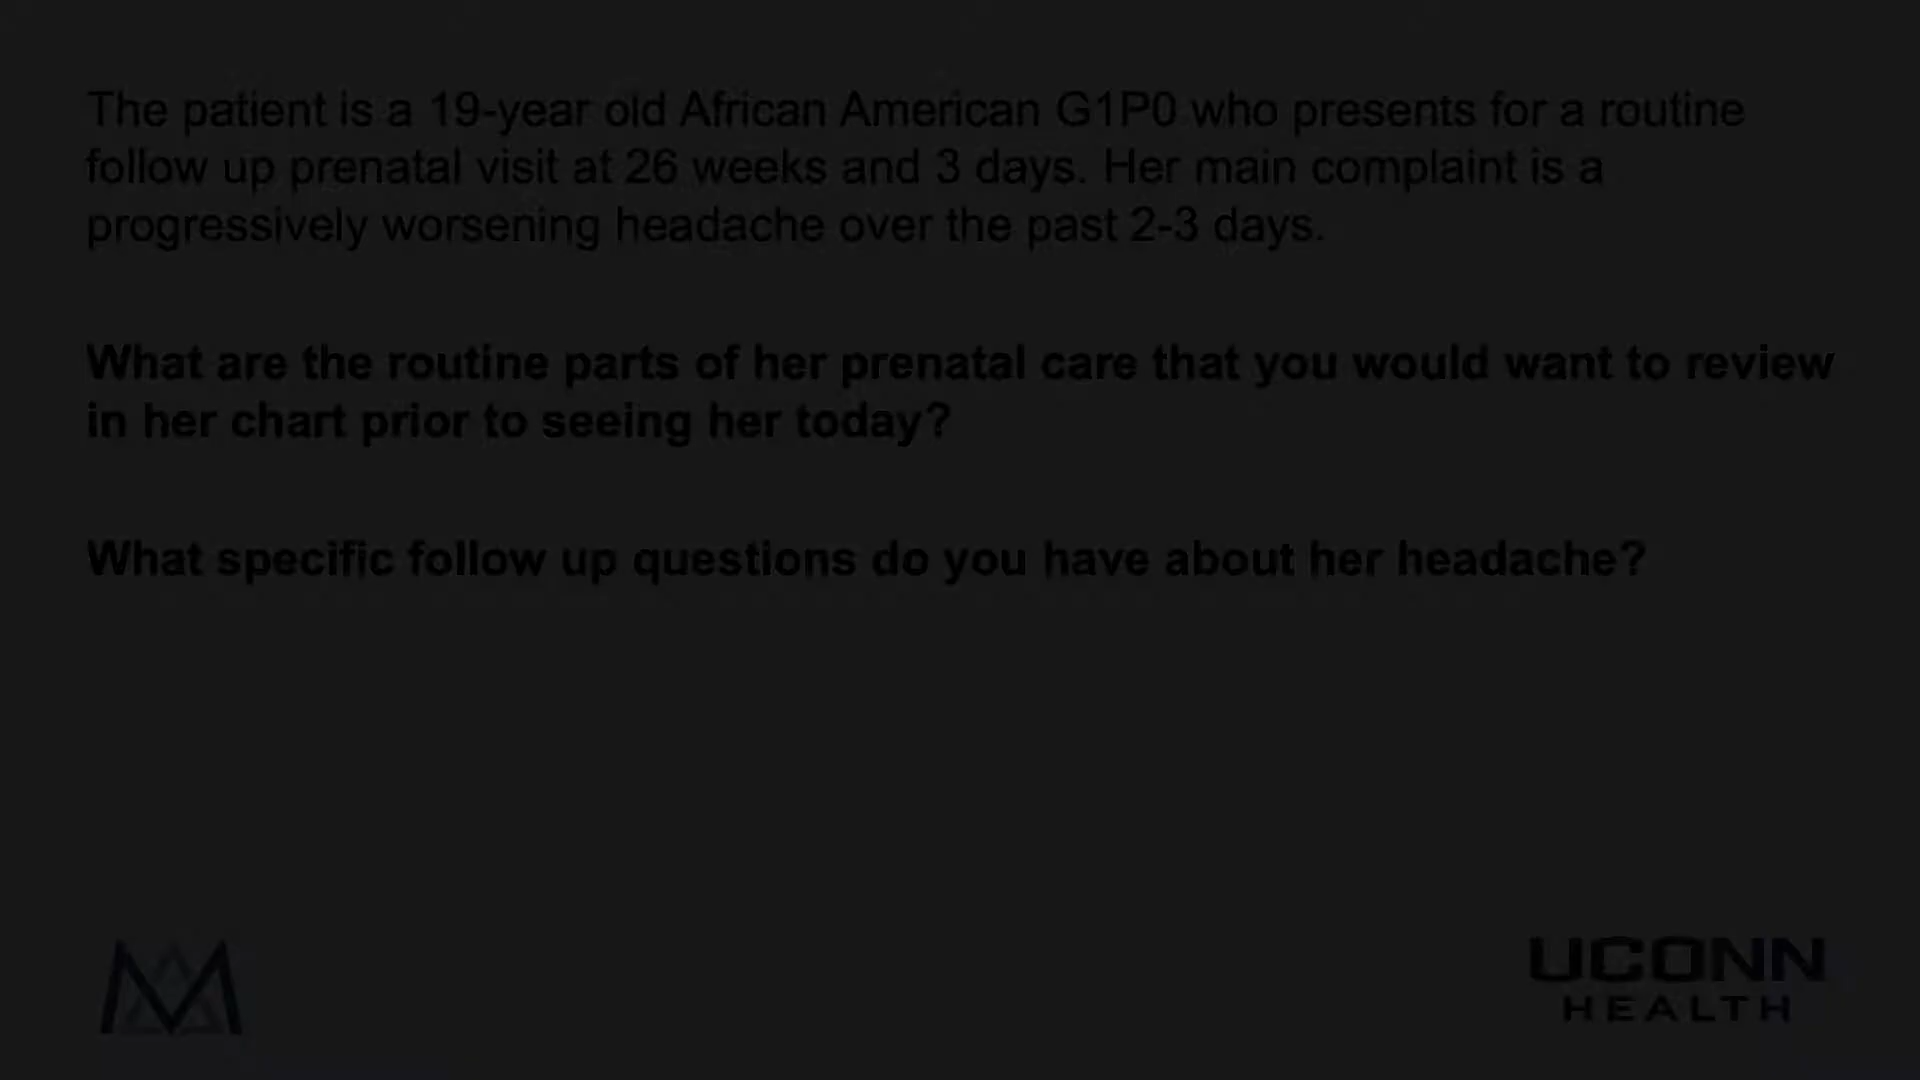 The patient is a 19-year old African American G1P0 who presents for a routine
follow up prenatal visit at 26 weeks and 3 days. Her main complaint is a
progressively worsening headache over the past 2-3 days.
What are the routine parts of her prenatal care that you would want to review
in her chart prior to seeing her today?
What specific follow up questions do you have about her headache?
UCONN
HEALTH